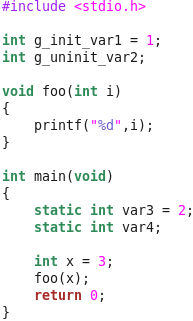 #include <stdio.h>

int g_init_var1 = 1;
int g_uninit_var2;

void foo(int i)
{
    printf("%d",i);
}

int main(void)
{
    static int var3 = 2;
    static int var4;

    int x = 3;
    foo(x);
    return 0;
}